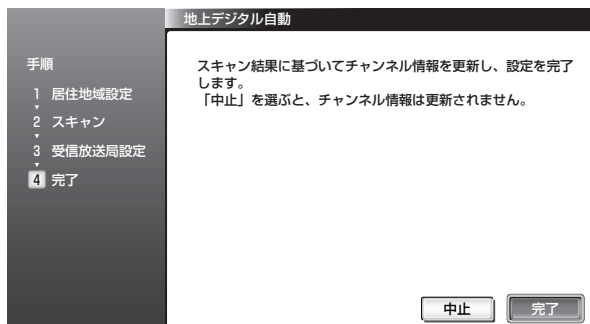 地上デジタル自動
手順
1 居住地域設定
2 スキャン
3 受信放送局設定
4 完了
スキャン結果に基づいてチャンネル情報を更新し、設定を完了
します。
「中止」を選ぶと、チャンネル情報は更新されません。
中止
完了